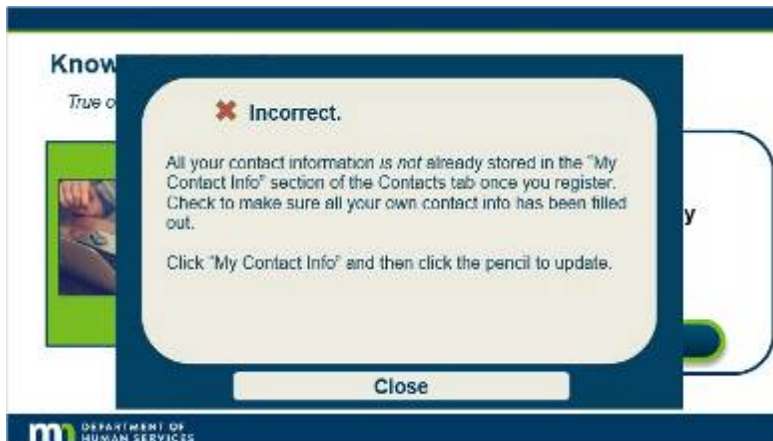 Know
True o
✖ Incorrect.
All your contact information is not already stored in the "My
Contact Info" section of the Contacts tab once you register.
Check to make sure all your own contact info has been filled
out.
Click "My Contact Info" and then click the pencil to update.
y
Close
mn DEPARTMENT OF
HUMAN SERVICES